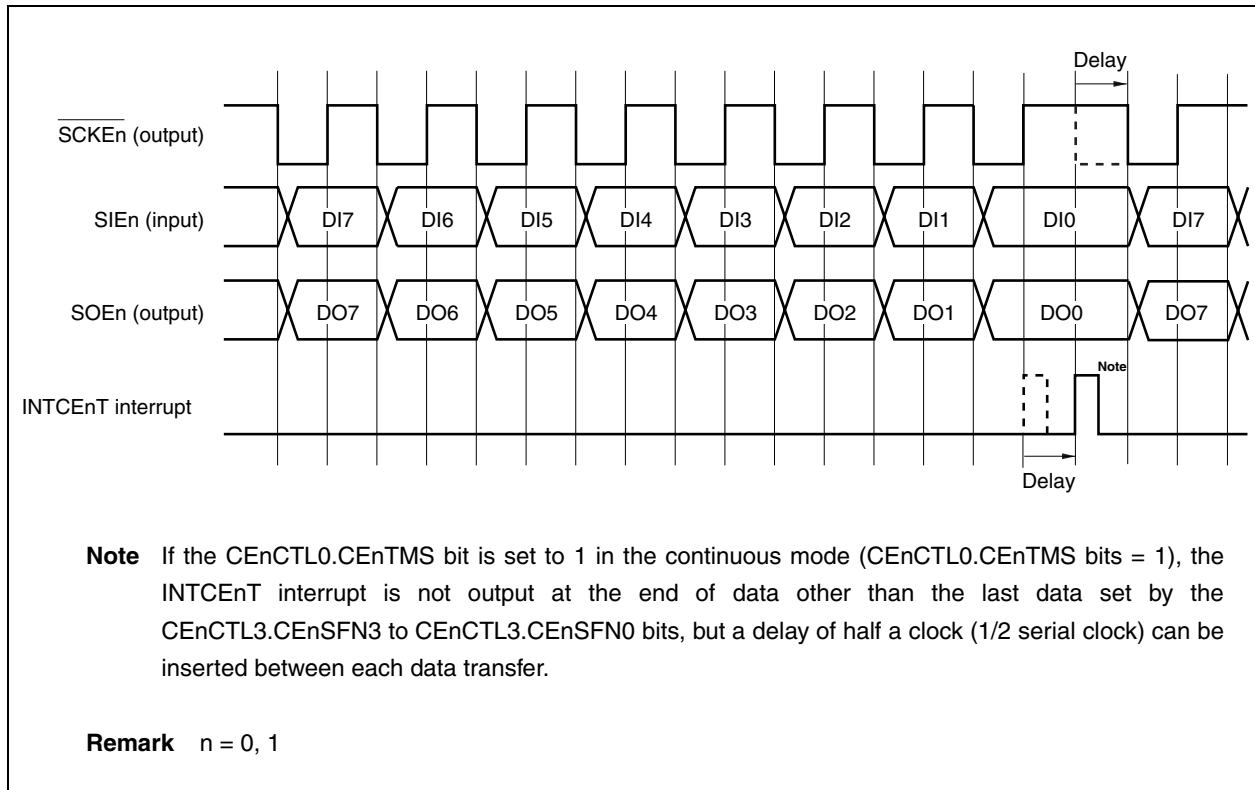 Delay
SCKEn (output)
SIEn (input) DI7 DI6 DI5 DI4 DI3 DI2 DI1 DI0 DI7
SOEn (output) DO7 DO6 DO5 DO4 DO3 DO2 DO1 DO0 DO7
Note
INTCEnT interrupt
Delay
Note If the CEnCTL0.CEnTMS bit is set to 1 in the continuous mode (CEnCTL0.CEnTMS bits = 1), the
INTCEnT interrupt is not output at the end of data other than the last data set by the
CEnCTL3.CEnSFN3 to CEnCTL3.CEnSFN0 bits, but a delay of half a clock (1/2 serial clock) can be
inserted between each data transfer.
Remark n = 0, 1